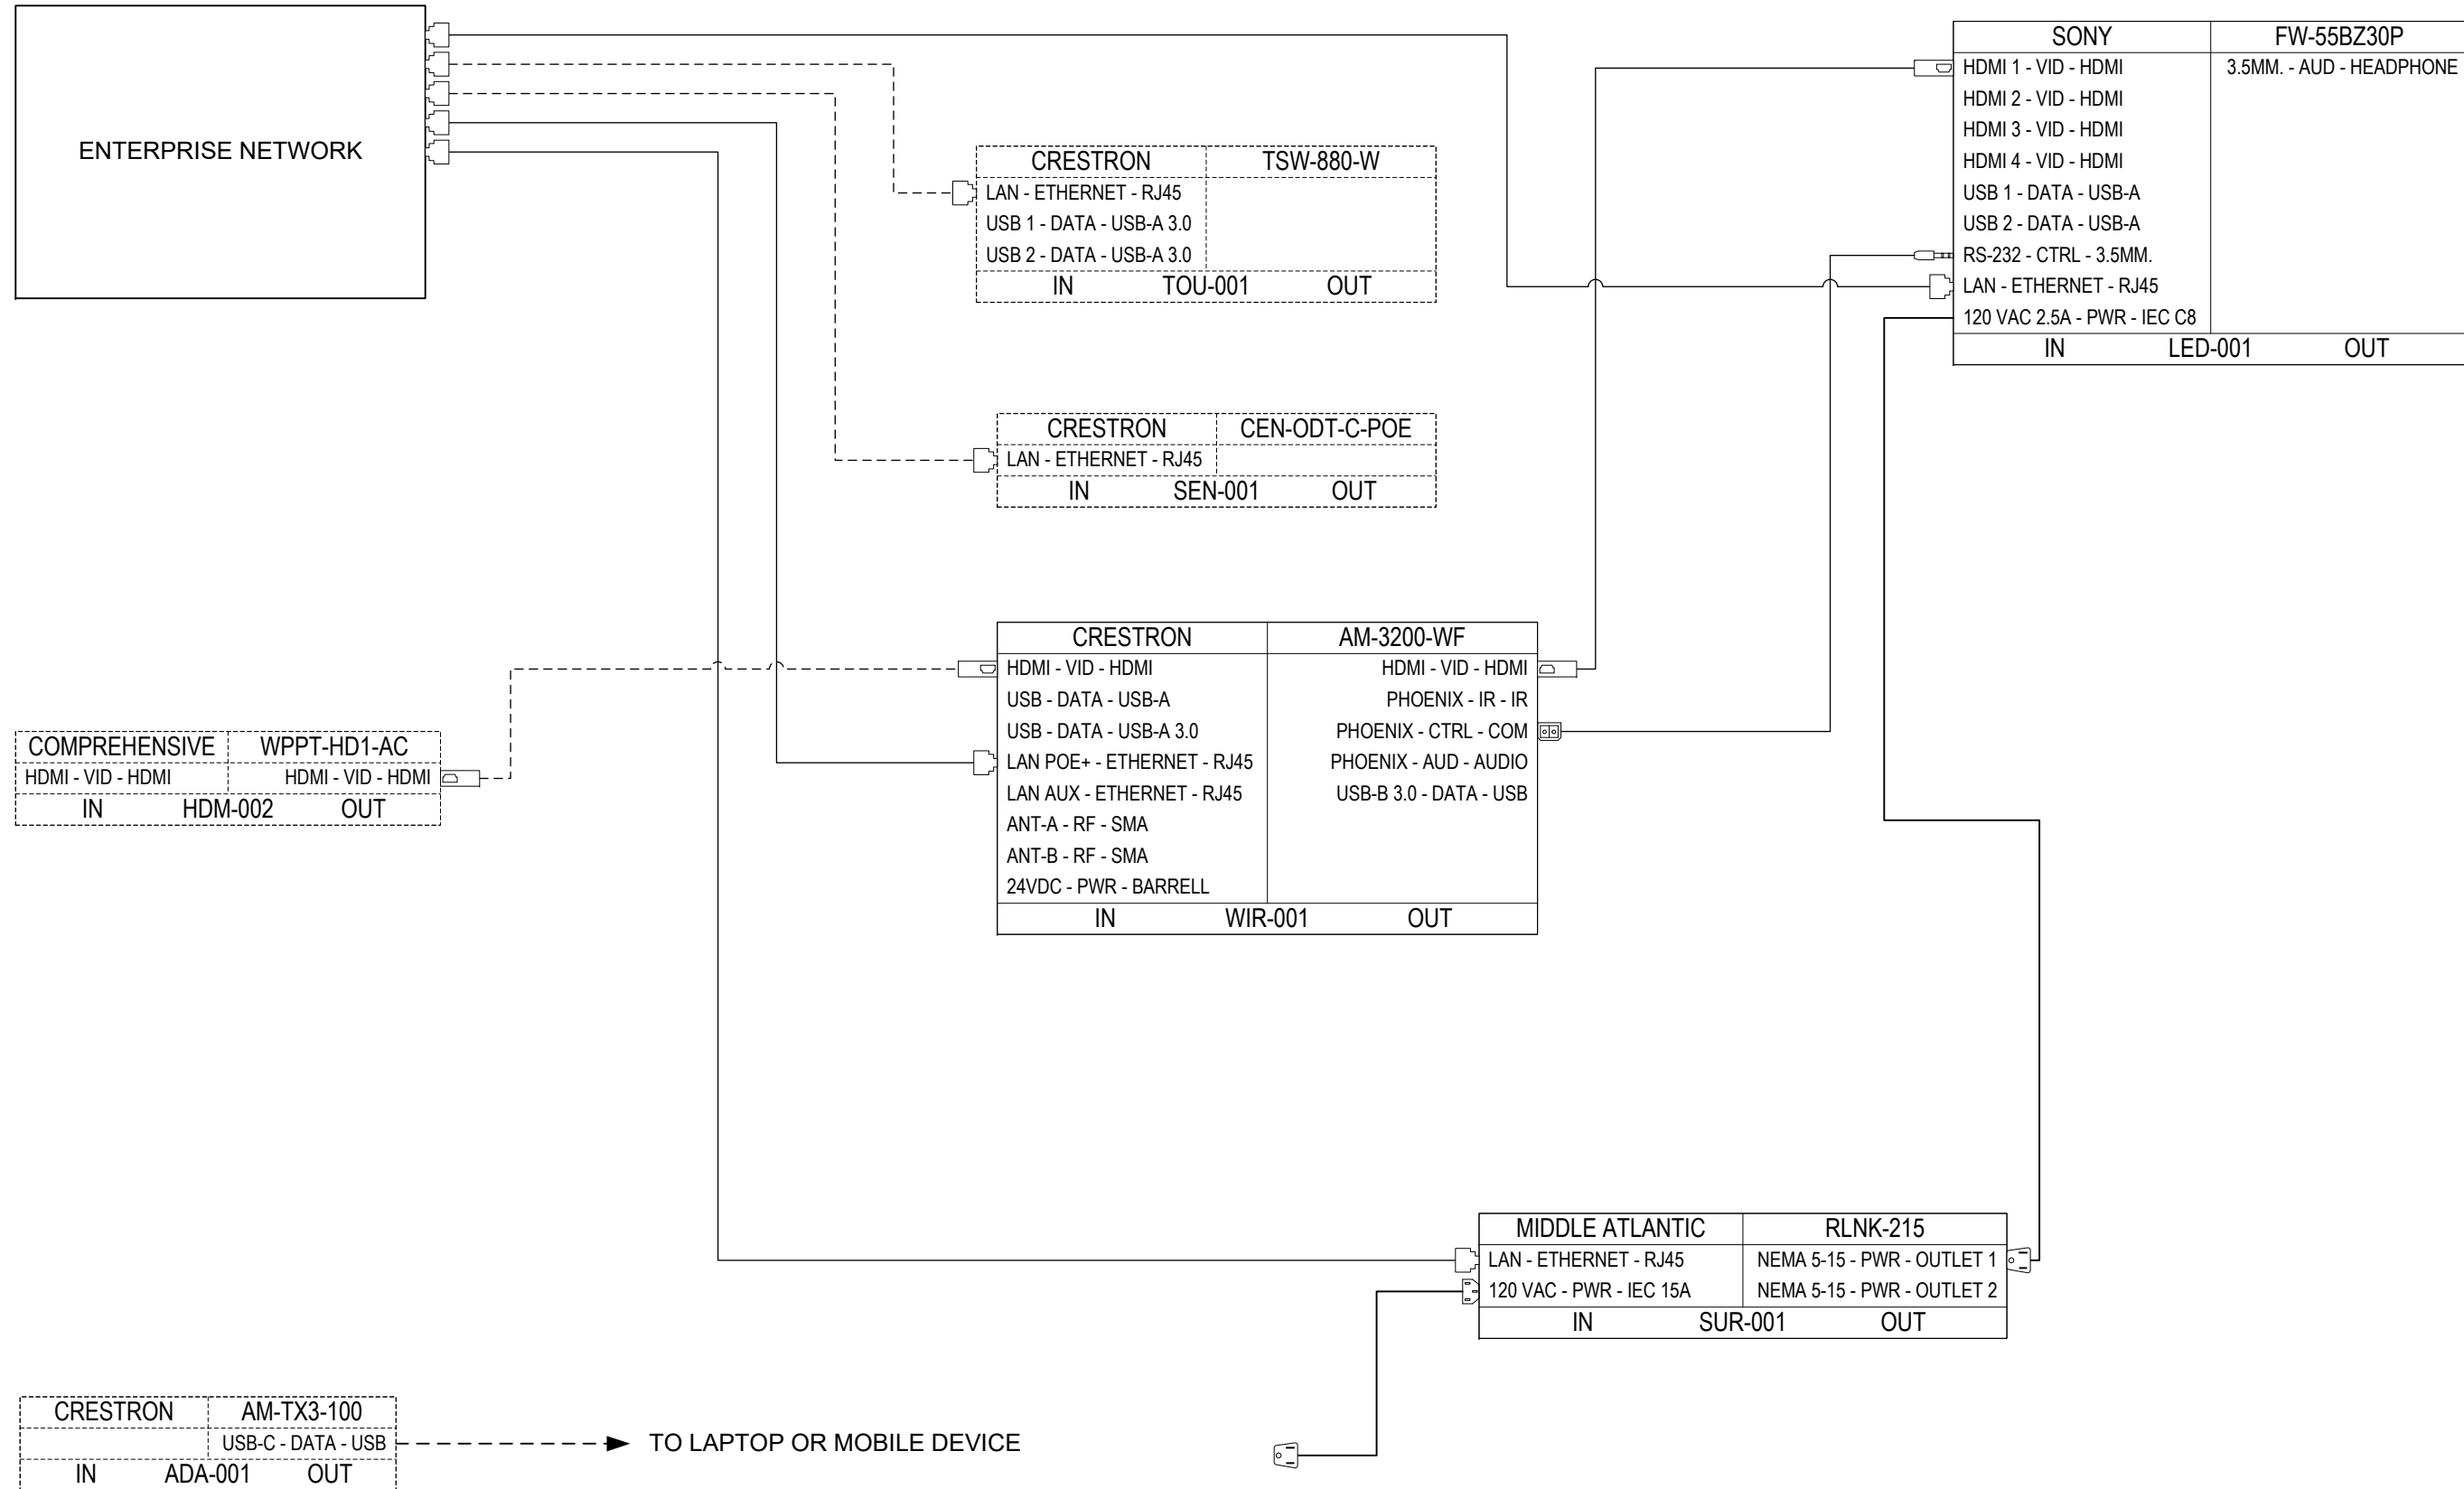 ENTERPRISE NETWORK
SONY FW-55BZ30P
HDMI 1 - VID - HDMI 3.5MM. - AUD - HEADPHONE
HDMI 2 - VID - HDMI
HDMI 3 - VID - HDMI
HDMI 4 - VID - HDMI
USB 1 - DATA - USB-A
USB 2 - DATA - USB-A
RS-232 - CTRL - 3.5MM.
LAN - ETHERNET - RJ45
120 VAC 2.5A - PWR - IEC C8
IN LED-001 OUT
CRESTRON TSW-880-W
LAN - ETHERNET - RJ45
USB 1 - DATA - USB-A 3.0
USB 2 - DATA - USB-A 3.0
IN TOU-001 OUT
CRESTRON CEN-ODT-C-POE
LAN - ETHERNET - RJ45
IN SEN-001 OUT
CRESTRON AM-3200-WF
HDMI - VID - HDMI HDMI - VID - HDMI
USB - DATA - USB-A PHOENIX - IR - IR
USB - DATA - USB-A 3.0 PHOENIX - CTRL - COM
LAN POE+ - ETHERNET - RJ45 PHOENIX - AUD - AUDIO
LAN AUX - ETHERNET - RJ45 USB-B 3.0 - DATA - USB
ANT-A - RF - SMA
ANT-B - RF - SMA
24VDC - PWR - BARRELL
IN WIR-001 OUT
COMPREHENSIVE WPPT-HD1-AC
HDMI - VID - HDMI HDMI - VID - HDMI
IN HDM-002 OUT
MIDDLE ATLANTIC RLNK-215
LAN - ETHERNET - RJ45 NEMA 5-15 - PWR - OUTLET 1
120 VAC - PWR - IEC 15A NEMA 5-15 - PWR - OUTLET 2
IN SUR-001 OUT
CRESTRON AM-TX3-100
USB-C - DATA - USB
IN ADA-001 OUT
TO LAPTOP OR MOBILE DEVICE